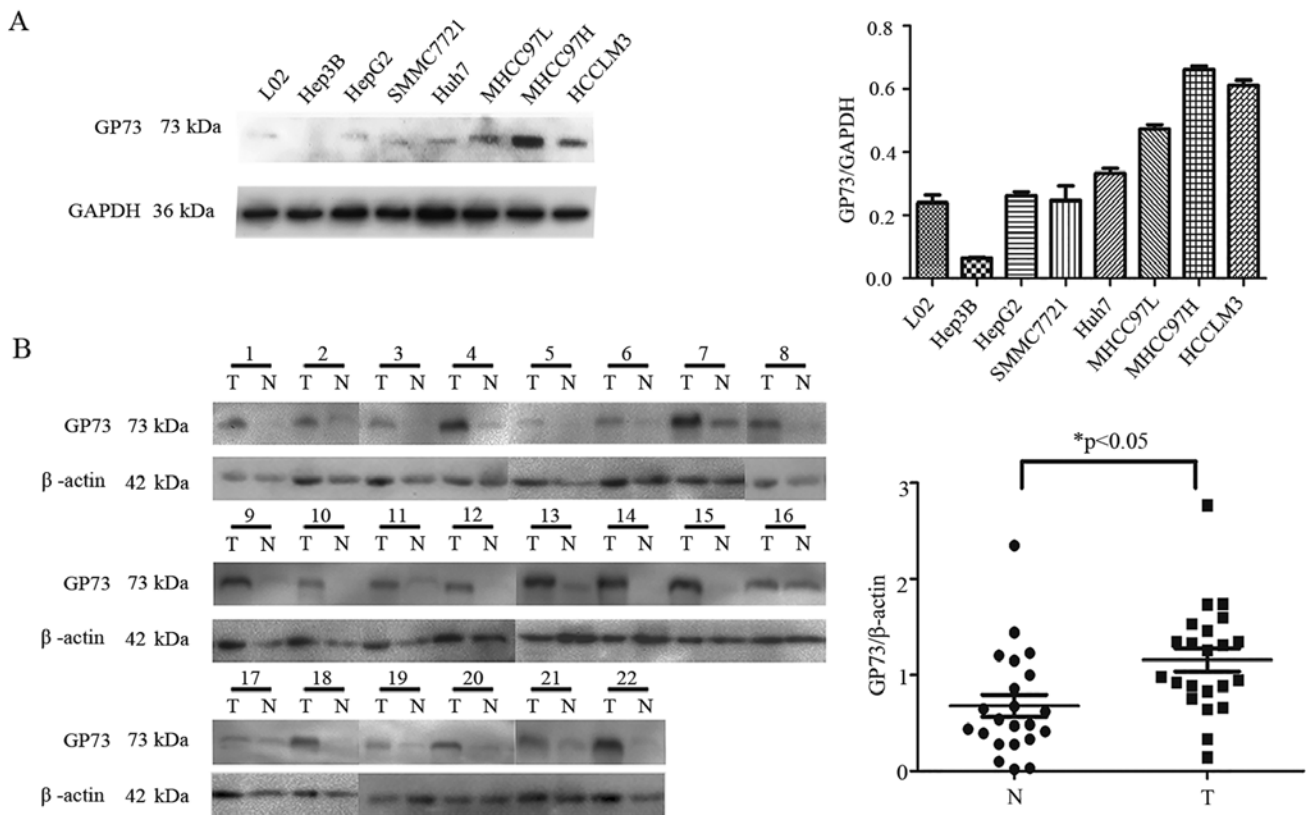 A
L02 Hep3B HepG2 SMMC7721 Huh7 MHCC97L MHCC97H HCCLM3
GP73 73 kDa
GAPDH 36 kDa
GP73/GAPDH
0.8
0.6
0.4
0.2
0.0
L02 Hep3B HepG2 SMMC7721 Huh7 MHCC97L MHCC97H HCCLM3
B
1 2 3 4 5 6 7 8
T N T N T N T N T N T N T N T N
GP73 73 kDa
β-actin 42 kDa
9 10 11 12 13 14 15 16
T N T N T N T N T N T N T N T N
GP73 73 kDa
β-actin 42 kDa
17 18 19 20 21 22
T N T N T N T N T N T N
GP73 73 kDa
β-actin 42 kDa
*p<0.05
GP73/β-actin
3
2
1
0
N T